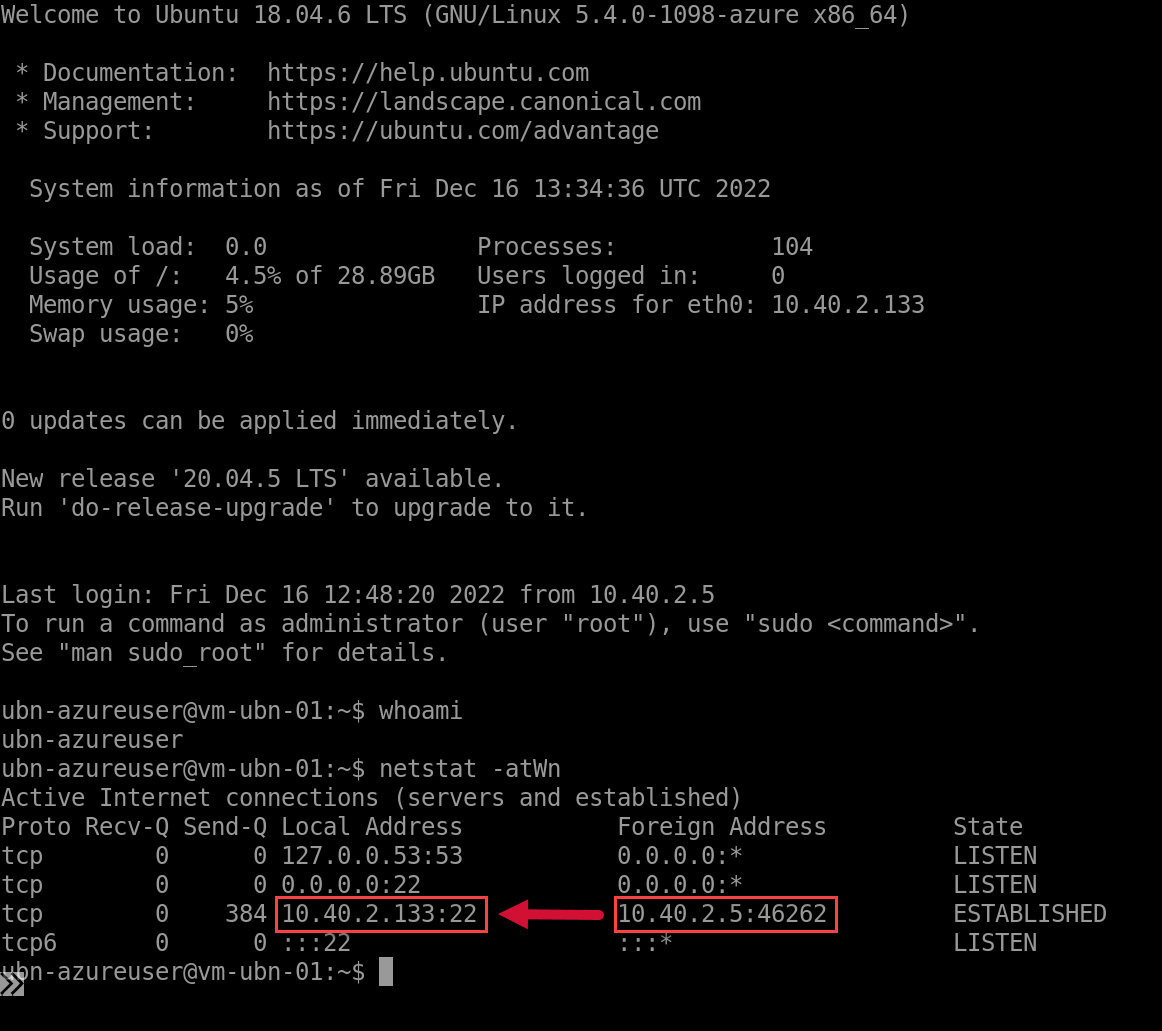 Welcome to Ubuntu 18.04.6 LTS (GNU/Linux 5.4.0-1098-azure x86_64)
* Documentation:  https://help.ubuntu.com
* Management:     https://landscape.canonical.com
* Support:        https://ubuntu.com/advantage
System information as of Fri Dec 16 13:34:36 UTC 2022
System load:  0.0               Processes:           104
Usage of /:   4.5% of 28.89GB   Users logged in:     0
Memory usage: 5%                IP address for eth0: 10.40.2.133
Swap usage:   0%
0 updates can be applied immediately.
New release '20.04.5 LTS' available.
Run 'do-release-upgrade' to upgrade to it.
Last login: Fri Dec 16 12:48:20 2022 from 10.40.2.5
To run a command as administrator (user "root"), use "sudo <command>".
See "man sudo_root" for details.
ubn-azureuser@vm-ubn-01:~$ whoami
ubn-azureuser
ubn-azureuser@vm-ubn-01:~$ netstat -atWn
Active Internet connections (servers and established)
Proto Recv-Q Send-Q Local Address           Foreign Address         State
tcp        0      0 127.0.0.53:53           0.0.0.0:*               LISTEN
tcp        0      0 0.0.0.0:22              0.0.0.0:*               LISTEN
tcp        0    384 10.40.2.133:22          10.40.2.5:46262         ESTABLISHED
tcp6       0      0 :::22                   :::*                    LISTEN
ubn-azureuser@vm-ubn-01:~$